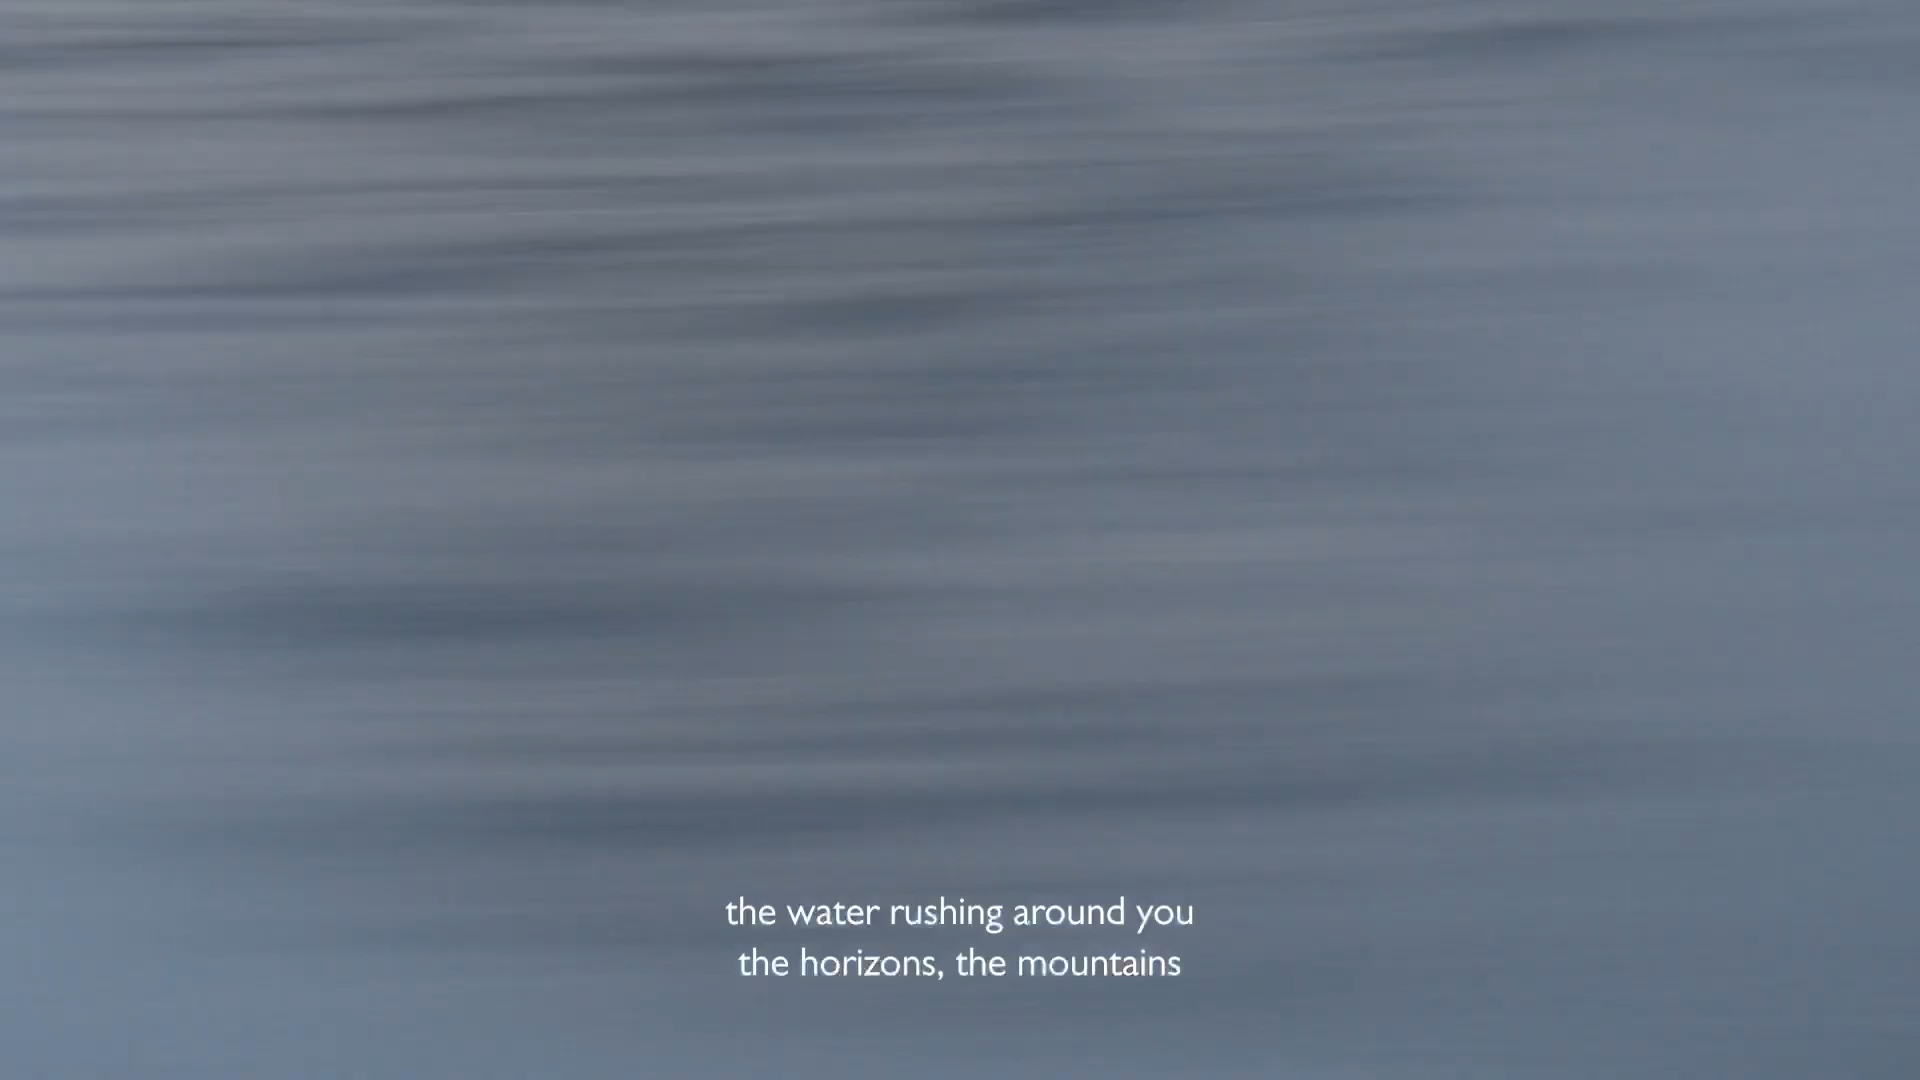 the water rushing around you
the horizons, the mountains